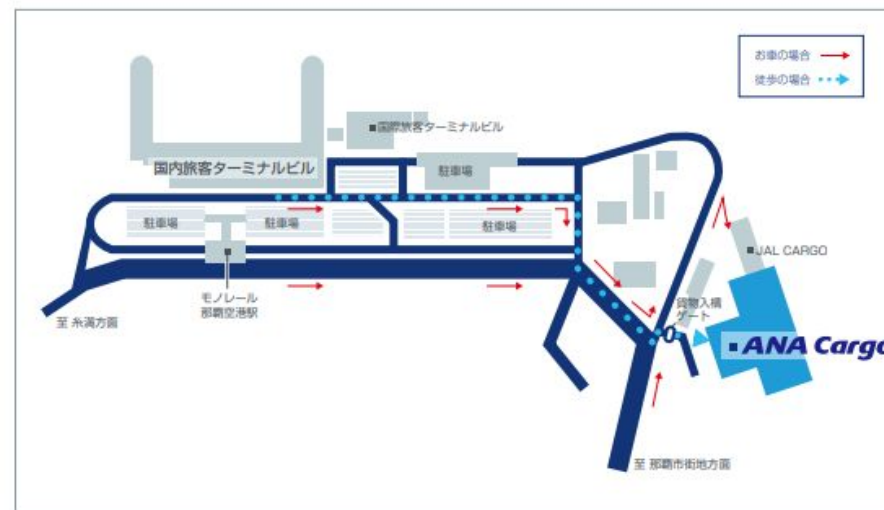 お車の場合
徒歩の場合
国際旅客ターミナルビル
国内旅客ターミナルビル
駐車場
駐車場
駐車場
駐車場
JAL CARGO
モノレール
那覇空港駅
貨物入構
ゲート
至 糸満方面
ANA Cargo
至 那覇市街地方面